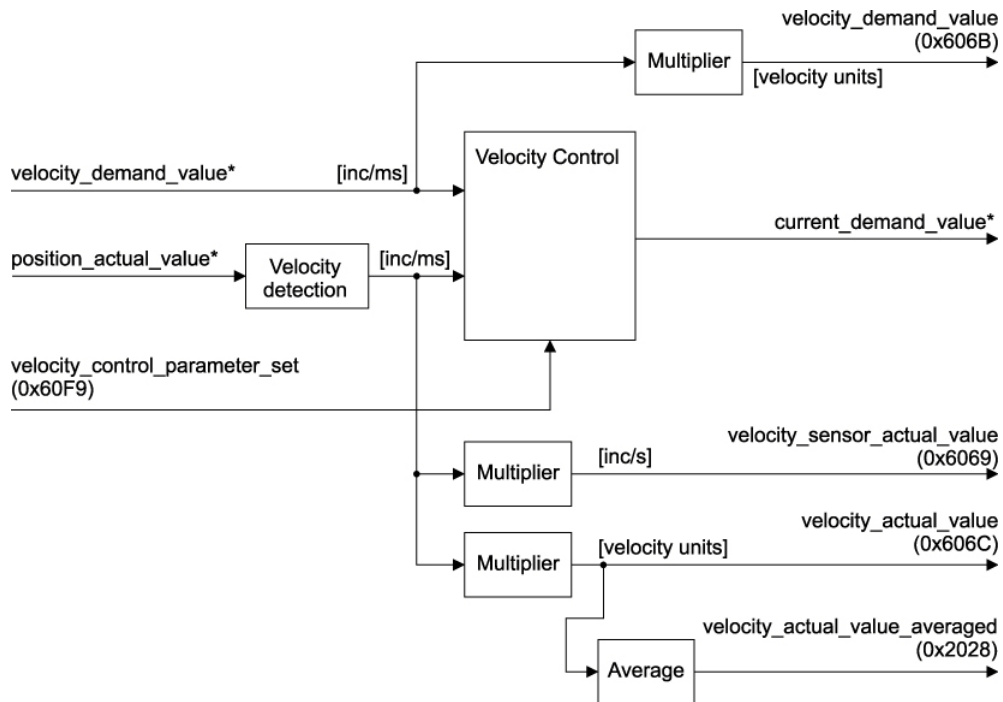 velocity_demand_value
(0x606B)
Multiplier
[velocity units]
velocity_demand_value*
[inc/ms]
Velocity Control
current_demand_value*
position_actual_value*
Velocity
detection
[inc/ms]
velocity_control_parameter_set
(0x60F9)
velocity_sensor_actual_value
(0x6069)
Multiplier
[inc/s]
velocity_actual_value
(0x606C)
Multiplier
[velocity units]
velocity_actual_value_averaged
(0x2028)
Average